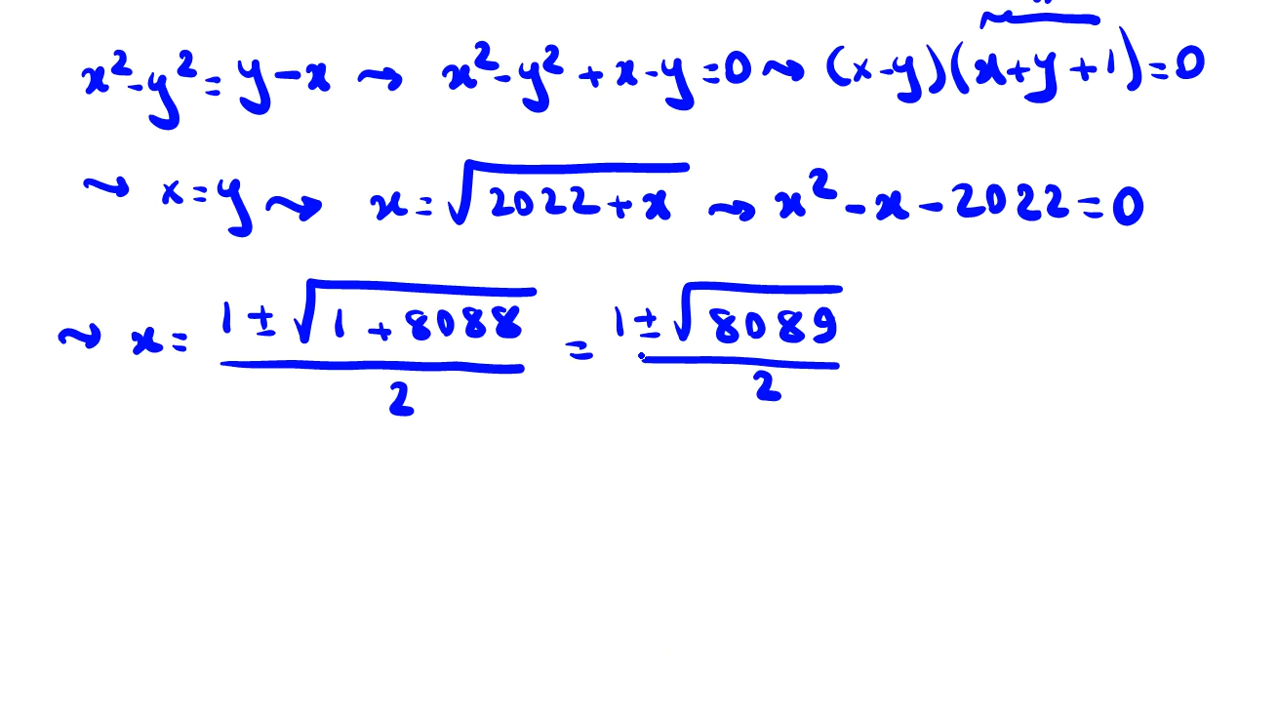 x² - y² = y - x ⇝ x² - y² + x - y = 0 ⇝ (x - y)(x + y + 1) = 0
⇝ x = y ⇝ x = √(2022 + x) ⇝ x² - x - 2022 = 0
⇝ x = (1 ± √(1 + 8088))/2 = (1 ± √8089)/2